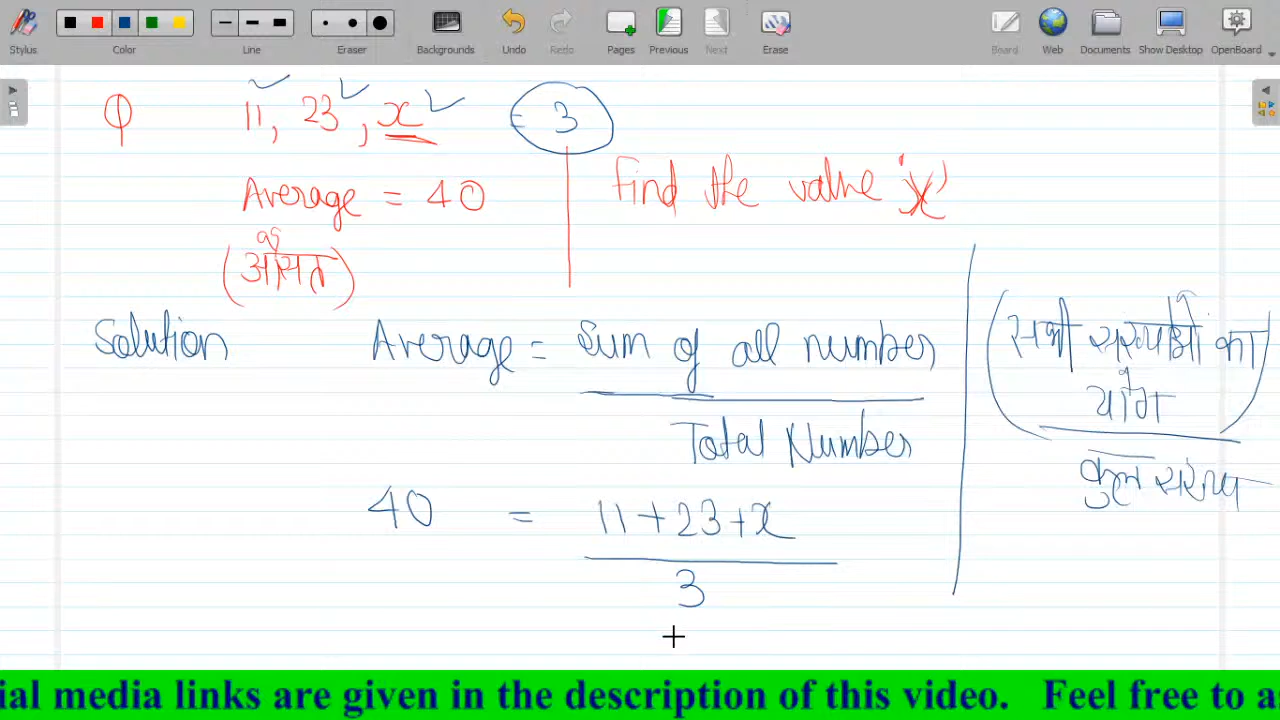 Stylus Color Line Eraser Backgrounds Undo Redo Pages Previous Next Erase Board Web Documents Show Desktop OpenBoard
Q 11, 23, x = 3
Average = 40
(औसत)
Find the value 'x'
Solution Average = Sum of all number
Total Number
40 = 11+23+x
3
(सभी संख्याओं का
योग)
कुल संख्या
ial media links are given in the description of this video. Feel free to a